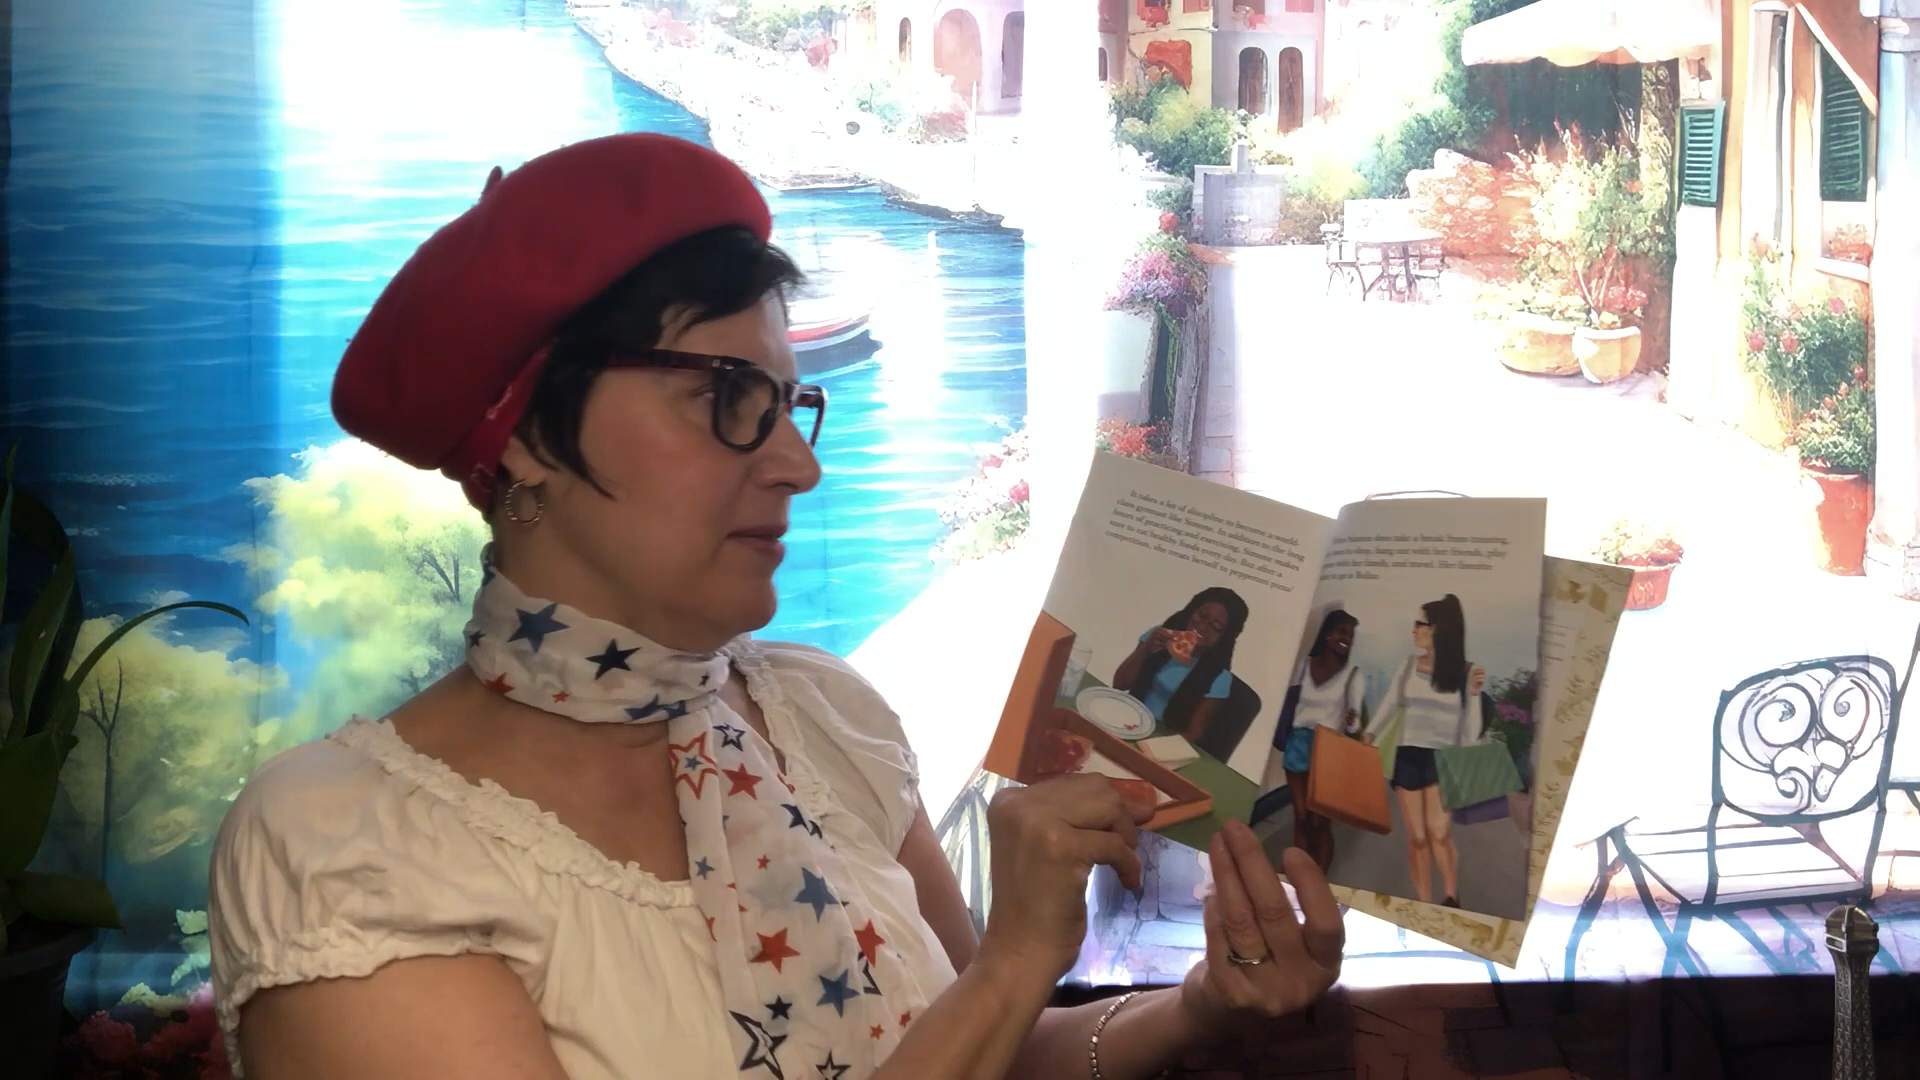 It takes a lot of discipline to become a world-
class gymnast like Simone. In addition to the long
hours of practicing and exercising, Simone makes
sure to eat healthy foods every day. But after a
competition, she treats herself to pepperoni pizza!
Simone does take a break from training,
to sleep, hang out with her friends, play
with her family, and travel. Her favorite
to go is Belize.